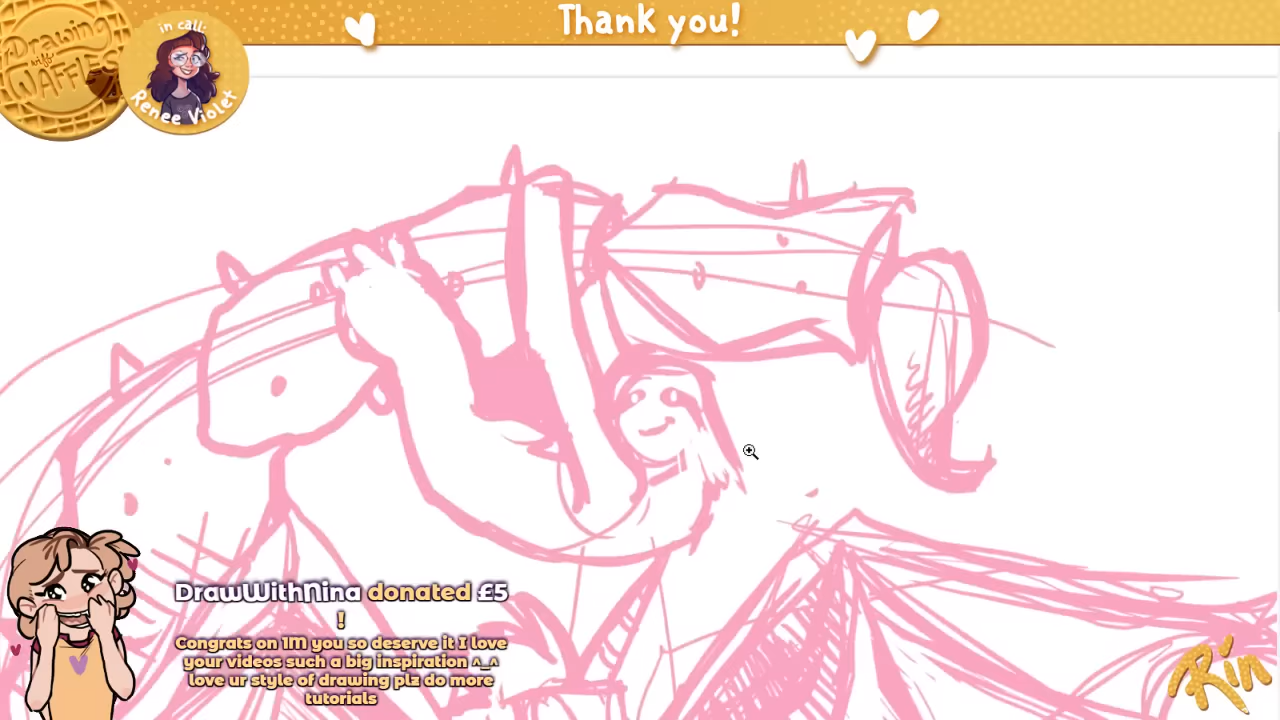 Thank you!
Drawing
with
WAFFLES
in call:
Renee Violet
DrawWithNina donated £5
!
Congrats on 1M you so deserve it I love
your videos such a big inspiration ^_^
love ur style of drawing plz do more
tutorials
Rin